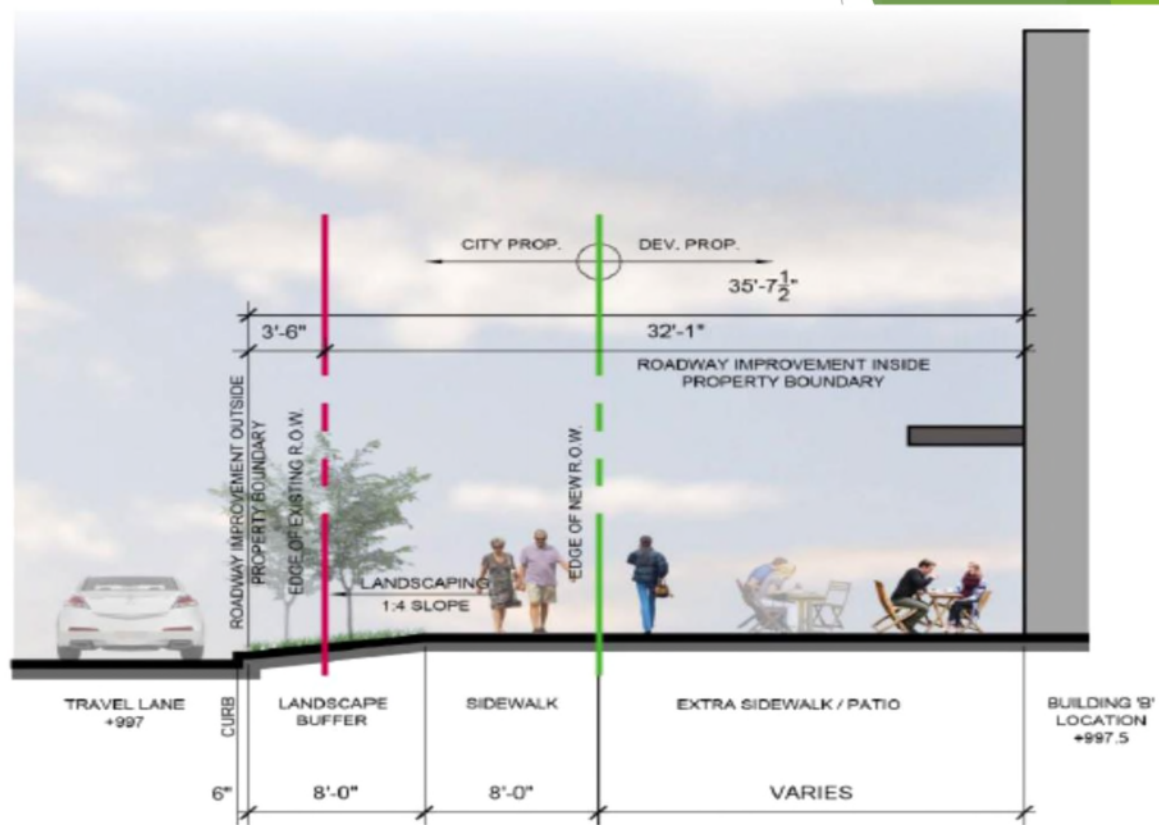 CITY PROP.
DEV. PROP.
35'-7½"
3'-6"
32'-1"
ROADWAY IMPROVEMENT INSIDE
PROPERTY BOUNDARY
ROADWAY IMPROVEMENT OUTSIDE
PROPERTY BOUNDARY
EDGE OF EXISTING R.O.W.
EDGE OF NEW R.O.W.
LANDSCAPING
1:4 SLOPE
TRAVEL LANE
+997
CURB
LANDSCAPE
BUFFER
SIDEWALK
EXTRA SIDEWALK / PATIO
BUILDING 'B'
LOCATION
+997.5
6"
8'-0"
8'-0"
VARIES